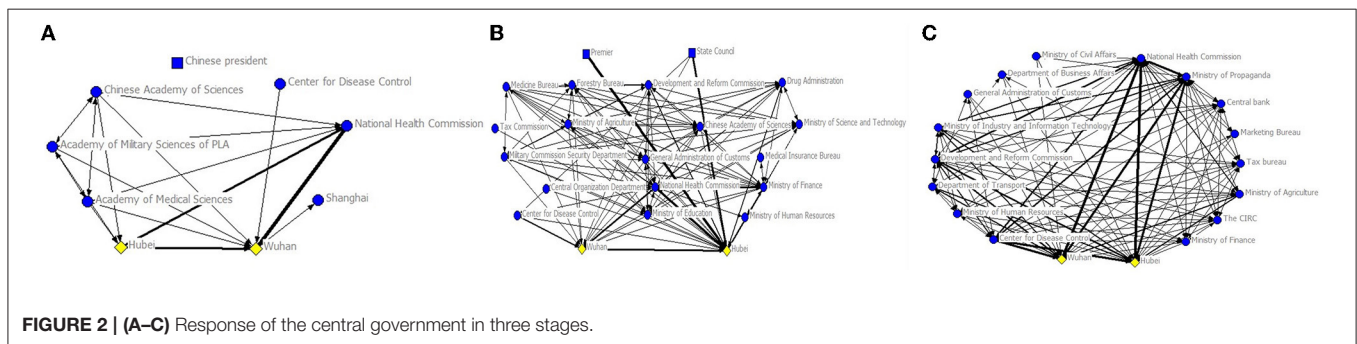 A
Chinese president
Chinese Academy of Sciences
Center for Disease Control
National Health Commission
Academy of Military Sciences of PLA
Academy of Medical Sciences
Shanghai
Hubei
Wuhan
B
Premier
State Council
Medicine Bureau
Forestry Bureau
Development and Reform Commission
Drug Administration
Tax Commission
Ministry of Agriculture
Chinese Academy of Sciences
Ministry of Science and Technology
Military Commission Security Department
General Administration of Customs
Medical Insurance Bureau
Central Organization Department
National Health Commission
Ministry of Finance
Center for Disease Control
Ministry of Education
Ministry of Human Resources
Wuhan
Hubei
C
Ministry of Civil Affairs
National Health Commission
Department of Business Affairs
Ministry of Propaganda
General Administration of Customs
Central bank
Ministry of Industry and Information Technology
Marketing Bureau
Development and Reform Commission
Tax bureau
Department of Transport
Ministry of Agriculture
Ministry of Human Resources
The CIRC
Center for Disease Control
Ministry of Finance
Wuhan
Hubei
FIGURE 2 | (A–C) Response of the central government in three stages.